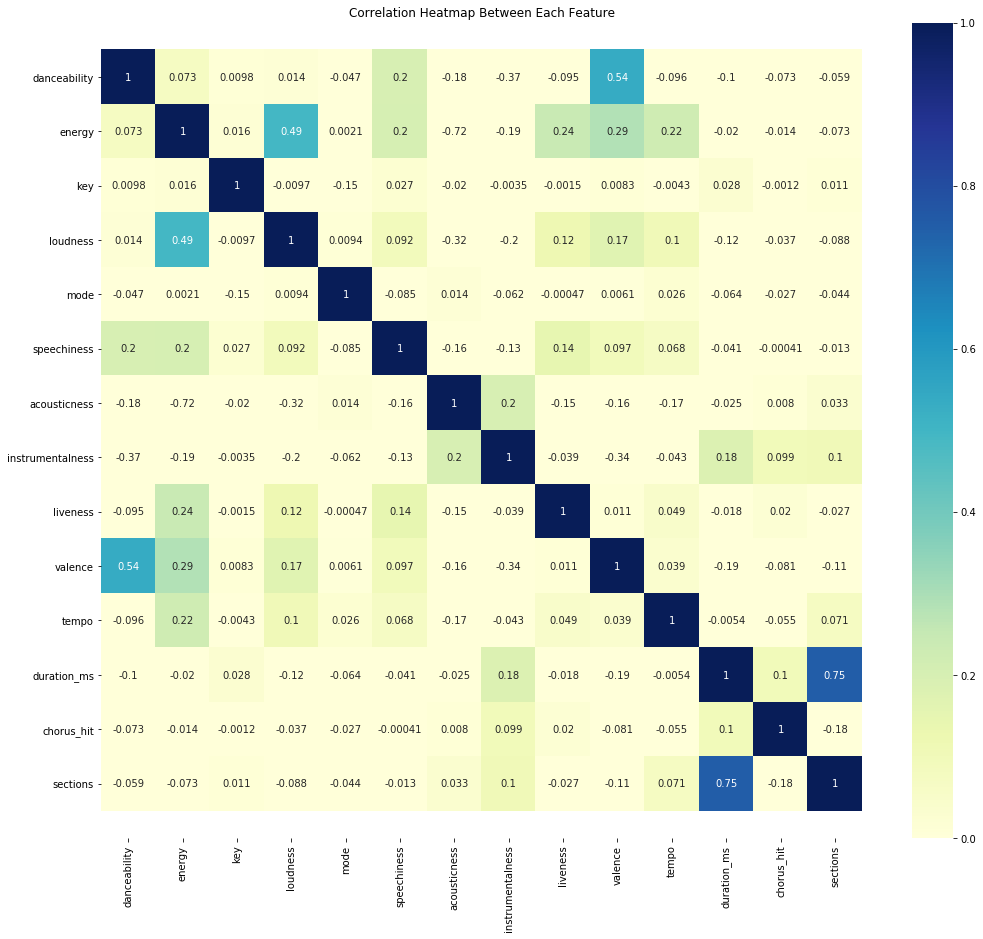 Correlation Heatmap Between Each Feature
danceability 1 0.073 0.0098 0.014 -0.047 0.2 -0.18 -0.37 -0.095 0.54 -0.096 -0.1 -0.073 -0.059
energy 0.073 1 0.016 0.49 0.0021 0.2 -0.72 -0.19 0.24 0.29 0.22 -0.02 -0.014 -0.073
key 0.0098 0.016 1 -0.0097 -0.15 0.027 -0.02 -0.0035 -0.0015 0.0083 -0.0043 0.028 -0.0012 0.011
loudness 0.014 0.49 -0.0097 1 0.0094 0.092 -0.32 -0.2 0.12 0.17 0.1 -0.12 -0.037 -0.088
mode -0.047 0.0021 -0.15 0.0094 1 -0.085 0.014 -0.062 -0.00047 0.0061 0.026 -0.064 -0.027 -0.044
speechiness 0.2 0.2 0.027 0.092 -0.085 1 -0.16 -0.13 0.14 0.097 0.068 -0.041 -0.00041 -0.013
acousticness -0.18 -0.72 -0.02 -0.32 0.014 -0.16 1 0.2 -0.15 -0.16 -0.17 -0.025 0.008 0.033
instrumentalness -0.37 -0.19 -0.0035 -0.2 -0.062 -0.13 0.2 1 -0.039 -0.34 -0.043 0.18 0.099 0.1
liveness -0.095 0.24 -0.0015 0.12 -0.00047 0.14 -0.15 -0.039 1 0.011 0.049 -0.018 0.02 -0.027
valence 0.54 0.29 0.0083 0.17 0.0061 0.097 -0.16 -0.34 0.011 1 0.039 -0.19 -0.081 -0.11
tempo -0.096 0.22 -0.0043 0.1 0.026 0.068 -0.17 -0.043 0.049 0.039 1 -0.0054 -0.055 0.071
duration_ms -0.1 -0.02 0.028 -0.12 -0.064 -0.041 -0.025 0.18 -0.018 -0.19 -0.0054 1 0.1 0.75
chorus_hit -0.073 -0.014 -0.0012 -0.037 -0.027 -0.00041 0.008 0.099 0.02 -0.081 -0.055 0.1 1 -0.18
sections -0.059 -0.073 0.011 -0.088 -0.044 -0.013 0.033 0.1 -0.027 -0.11 0.071 0.75 -0.18 1
danceability energy key loudness mode speechiness acousticness instrumentalness liveness valence tempo duration_ms chorus_hit sections
1.0
0.8
0.6
0.4
0.2
0.0